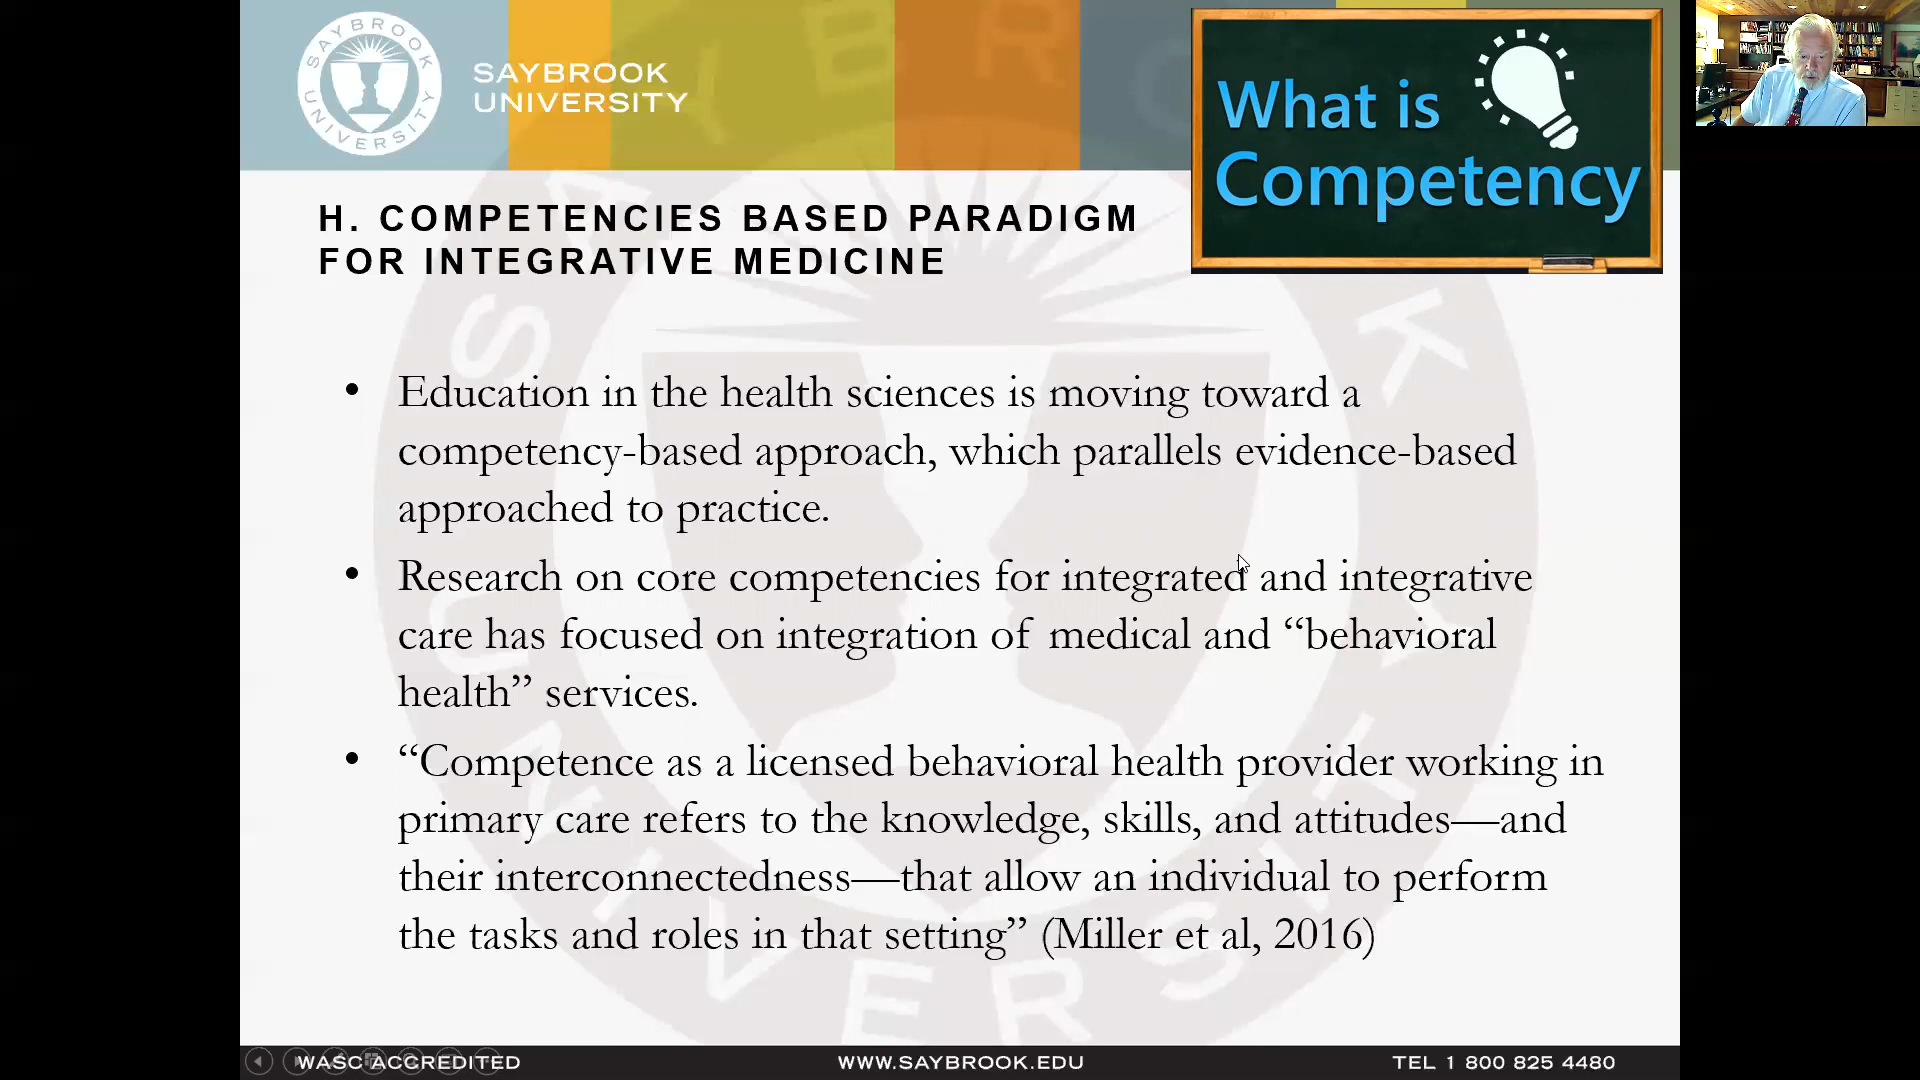 SAYBROOK UNIVERSITY
SAYBROOK
UNIVERSITY
What is
Competency
H. COMPETENCIES BASED PARADIGM
FOR INTEGRATIVE MEDICINE
• Education in the health sciences is moving toward a
competency-based approach, which parallels evidence-based
approached to practice.
• Research on core competencies for integrated and integrative
care has focused on integration of medical and “behavioral
health” services.
• “Competence as a licensed behavioral health provider working in
primary care refers to the knowledge, skills, and attitudes—and
their interconnectedness—that allow an individual to perform
the tasks and roles in that setting” (Miller et al, 2016)
WASC ACCREDITED
WWW.SAYBROOK.EDU
TEL 1 800 825 4480